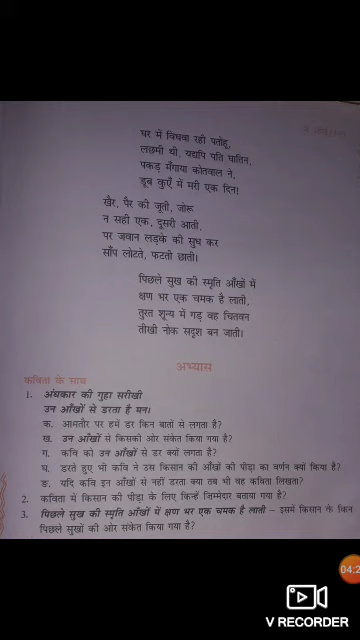 घर में विधवा रही पतोहू,
लछमी थी, यद्यपि पति घातिन,
पकड़ मँगाया कोतवाल ने,
डूब कुएँ में मरी एक दिन!
खैर, पैर की जूती, जोरू
न सही एक, दूसरी आती,
पर जवान लड़के की सुध कर
साँप लोटते, फटती छाती।
पिछले सुख की स्मृति आँखों में
क्षण भर एक चमक है लाती,
तुरत शून्य में गड़ वह चितवन
तीखी नोक सदृश बन जाती।
अभ्यास
कविता के साथ
1. अंधकार की गुहा सरीखी
उन आँखों से डरता है मन।
क. आमतौर पर हमें डर किन बातों से लगता है?
ख. उन आँखों से किसकी ओर संकेत किया गया है?
ग. कवि को उन आँखों से डर क्यों लगता है?
घ. डरते हुए भी कवि ने उस किसान की आँखों की पीड़ा का वर्णन क्यों किया है?
ङ. यदि कवि इन आँखों से नहीं डरता क्या तब भी वह कविता लिखता?
2. कविता में किसान की पीड़ा के लिए किन्हें जिम्मेदार बताया गया है?
3. पिछले सुख की स्मृति आँखों में क्षण भर एक चमक है लाती – इसमें किसान के किन
पिछले सुखों की ओर संकेत किया गया है?
04:2
V RECORDER